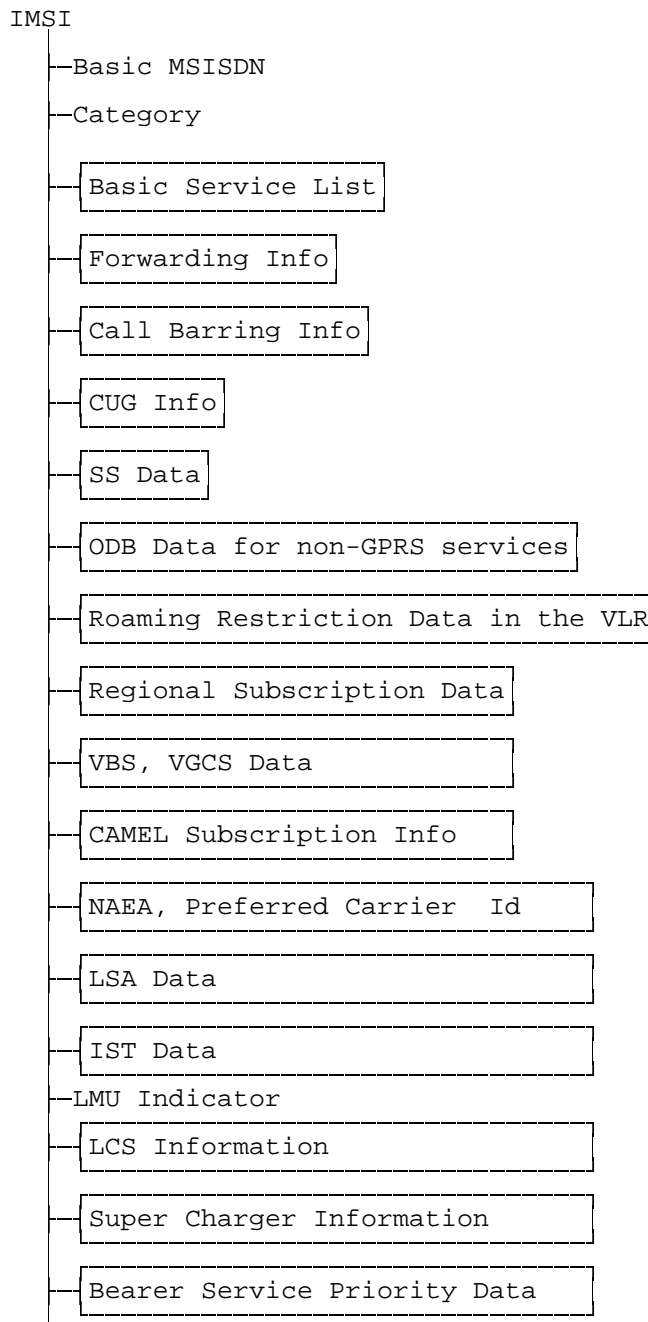 IMSI
Basic MSISDN
Category
Basic Service List
Forwarding Info
Call Barring Info
CUG Info
SS Data
ODB Data for non-GPRS services
Roaming Restriction Data in the VLR
Regional Subscription Data
VBS, VGCS Data
CAMEL Subscription Info
NAEA, Preferred Carrier Id
LSA Data
IST Data
LMU Indicator
LCS Information
Super Charger Information
Bearer Service Priority Data